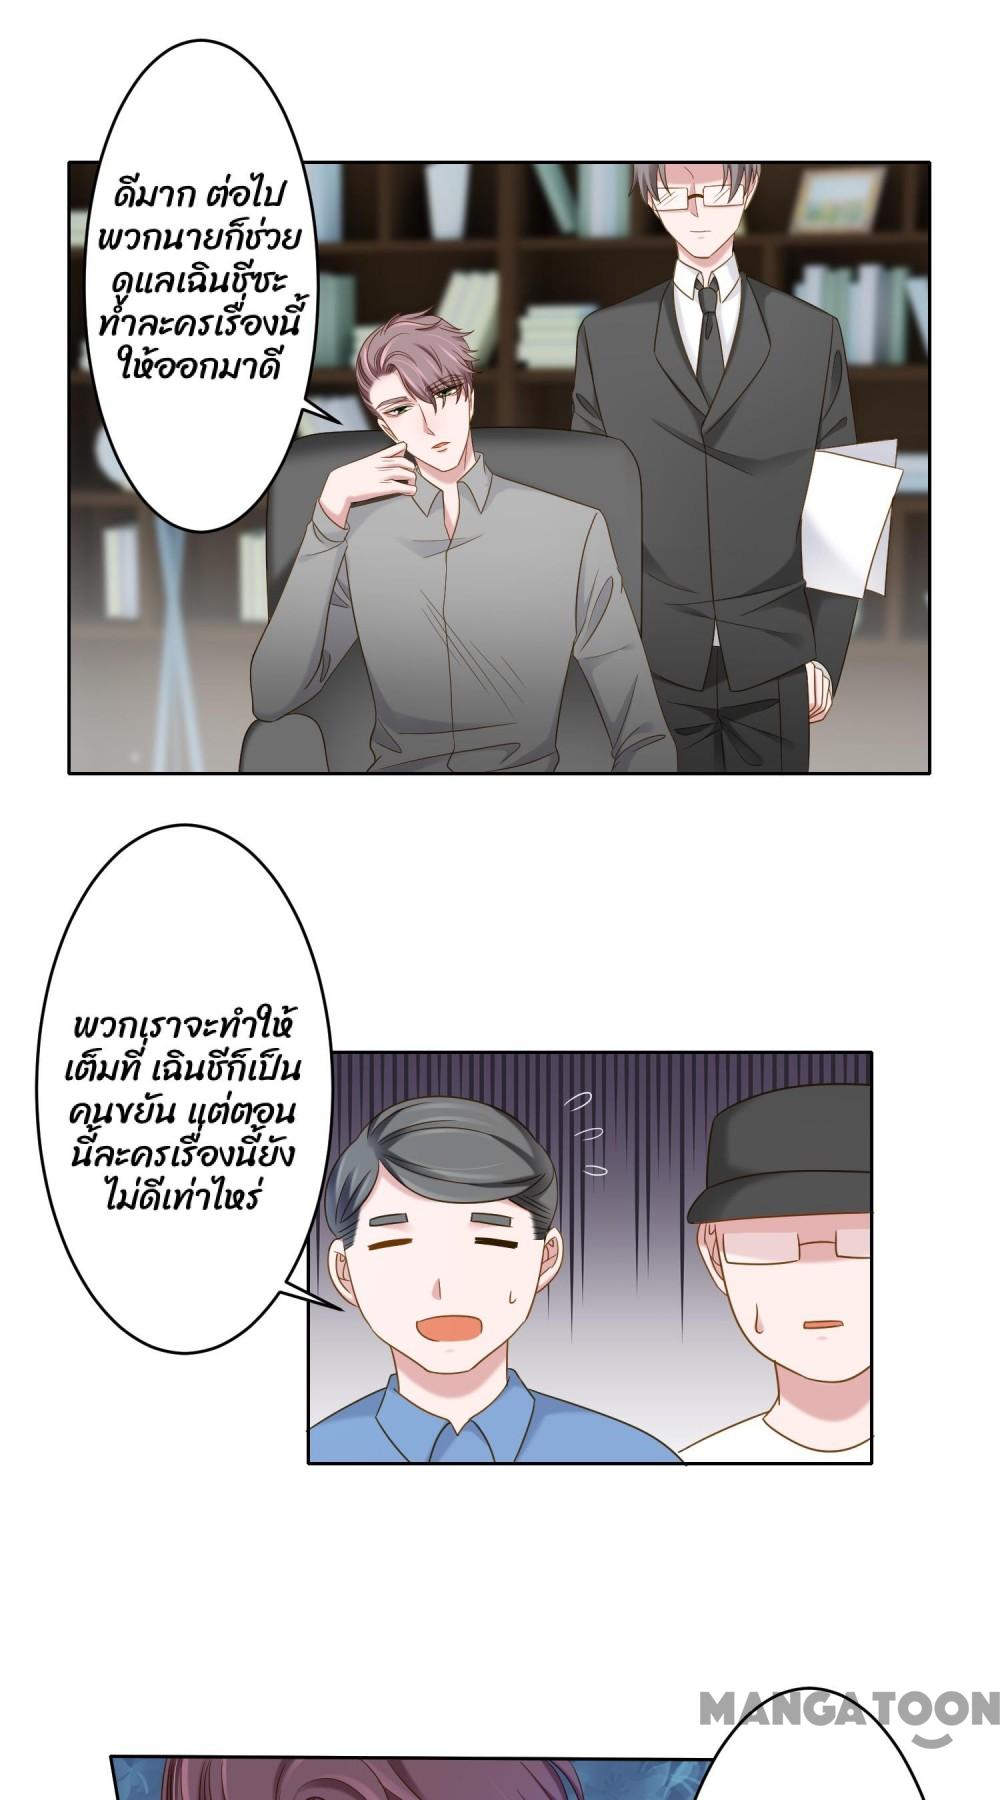 ดีมาก ต่อไป
พวกนายก็ช่วย
ดูแลเฉินชีซะ
ทำละครเรื่องนี้
ให้ออกมาดี
พวกเราจะทำให้
เต็มที่ เฉินชีก็เป็น
คนขยัน แต่ตอน
นี้ละครเรื่องนี้ยัง
ไม่ดีเท่าไหร่
MANGATOON